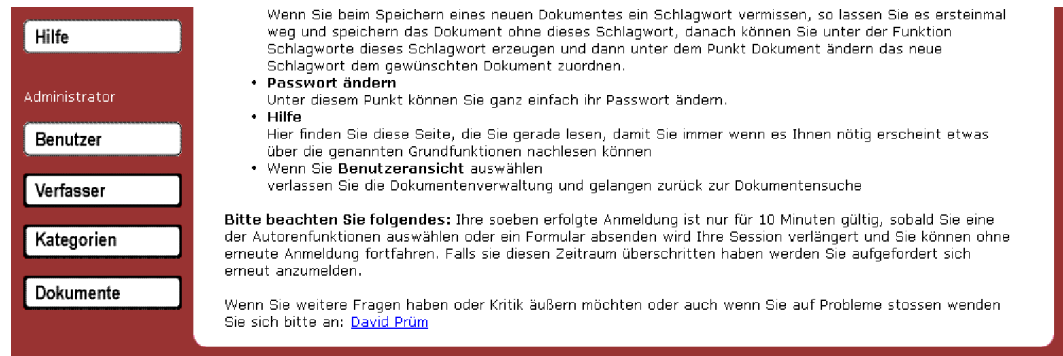 Hilfe
Administrator
Benutzer
Verfasser
Kategorien
Dokumente
Wenn Sie beim Speichern eines neuen Dokumentes ein Schlagwort vermissen, so lassen Sie es ersteinmal
weg und speichern das Dokument ohne dieses Schlagwort, danach können Sie unter der Funktion
Schlagworte dieses Schlagwort erzeugen und dann unter dem Punkt Dokument ändern das neue
Schlagwort dem gewünschten Dokument zuordnen.
• Passwort ändern
Unter diesem Punkt können Sie ganz einfach ihr Passwort ändern.
• Hilfe
Hier finden Sie diese Seite, die Sie gerade lesen, damit Sie immer wenn es Ihnen nötig erscheint etwas
über die genannten Grundfunktionen nachlesen können
• Wenn Sie Benutzeransicht auswählen
verlassen Sie die Dokumentenverwaltung und gelangen zurück zur Dokumentensuche
Bitte beachten Sie folgendes: Ihre soeben erfolgte Anmeldung ist nur für 10 Minuten gültig, sobald Sie eine
der Autorenfunktionen auswählen oder ein Formular absenden wird Ihre Session verlängert und Sie können ohne
erneute Anmeldung fortfahren. Falls sie diesen Zeitraum überschritten haben werden Sie aufgefordert sich
erneut anzumelden.
Wenn Sie weitere Fragen haben oder Kritik äußern möchten oder auch wenn Sie auf Probleme stossen wenden
Sie sich bitte an: David Prüm